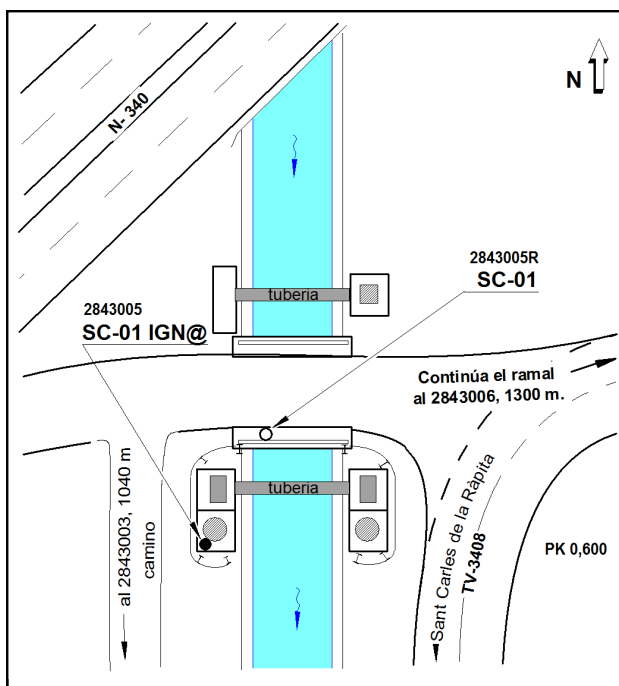 N- 340
N
2843005R
SC-01
tuberia
2843005
SC-01 IGN@
Continúa el ramal
al 2843006, 1300 m.
tuberia
al 2843003, 1040 m
camino
Sant Carles de la Ràpita
TV-3408
PK 0,600